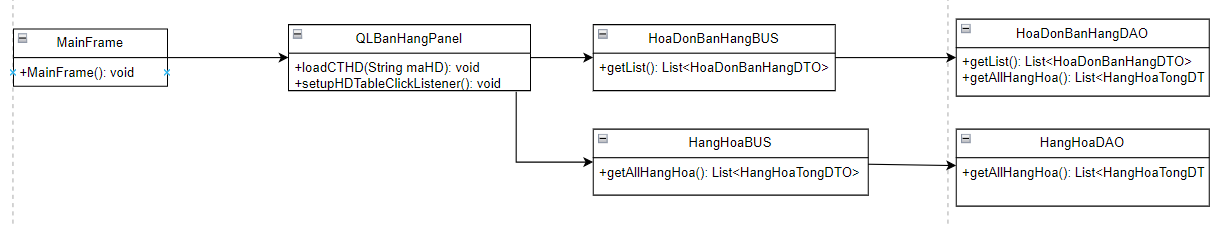 MainFrame
+MainFrame(): void
QLBanHangPanel
+loadCTHD(String maHD): void
+setupHDTableClickListener(): void
HoaDonBanHangBUS
+getList(): List<HoaDonBanHangDTO>
HoaDonBanHangDAO
+getList(): List<HoaDonBanHangDTO>
+getAllHangHoa(): List<HangHoaTongDT
HangHoaBUS
+getAllHangHoa(): List<HangHoaTongDTO>
HangHoaDAO
+getAllHangHoa(): List<HangHoaTongDT